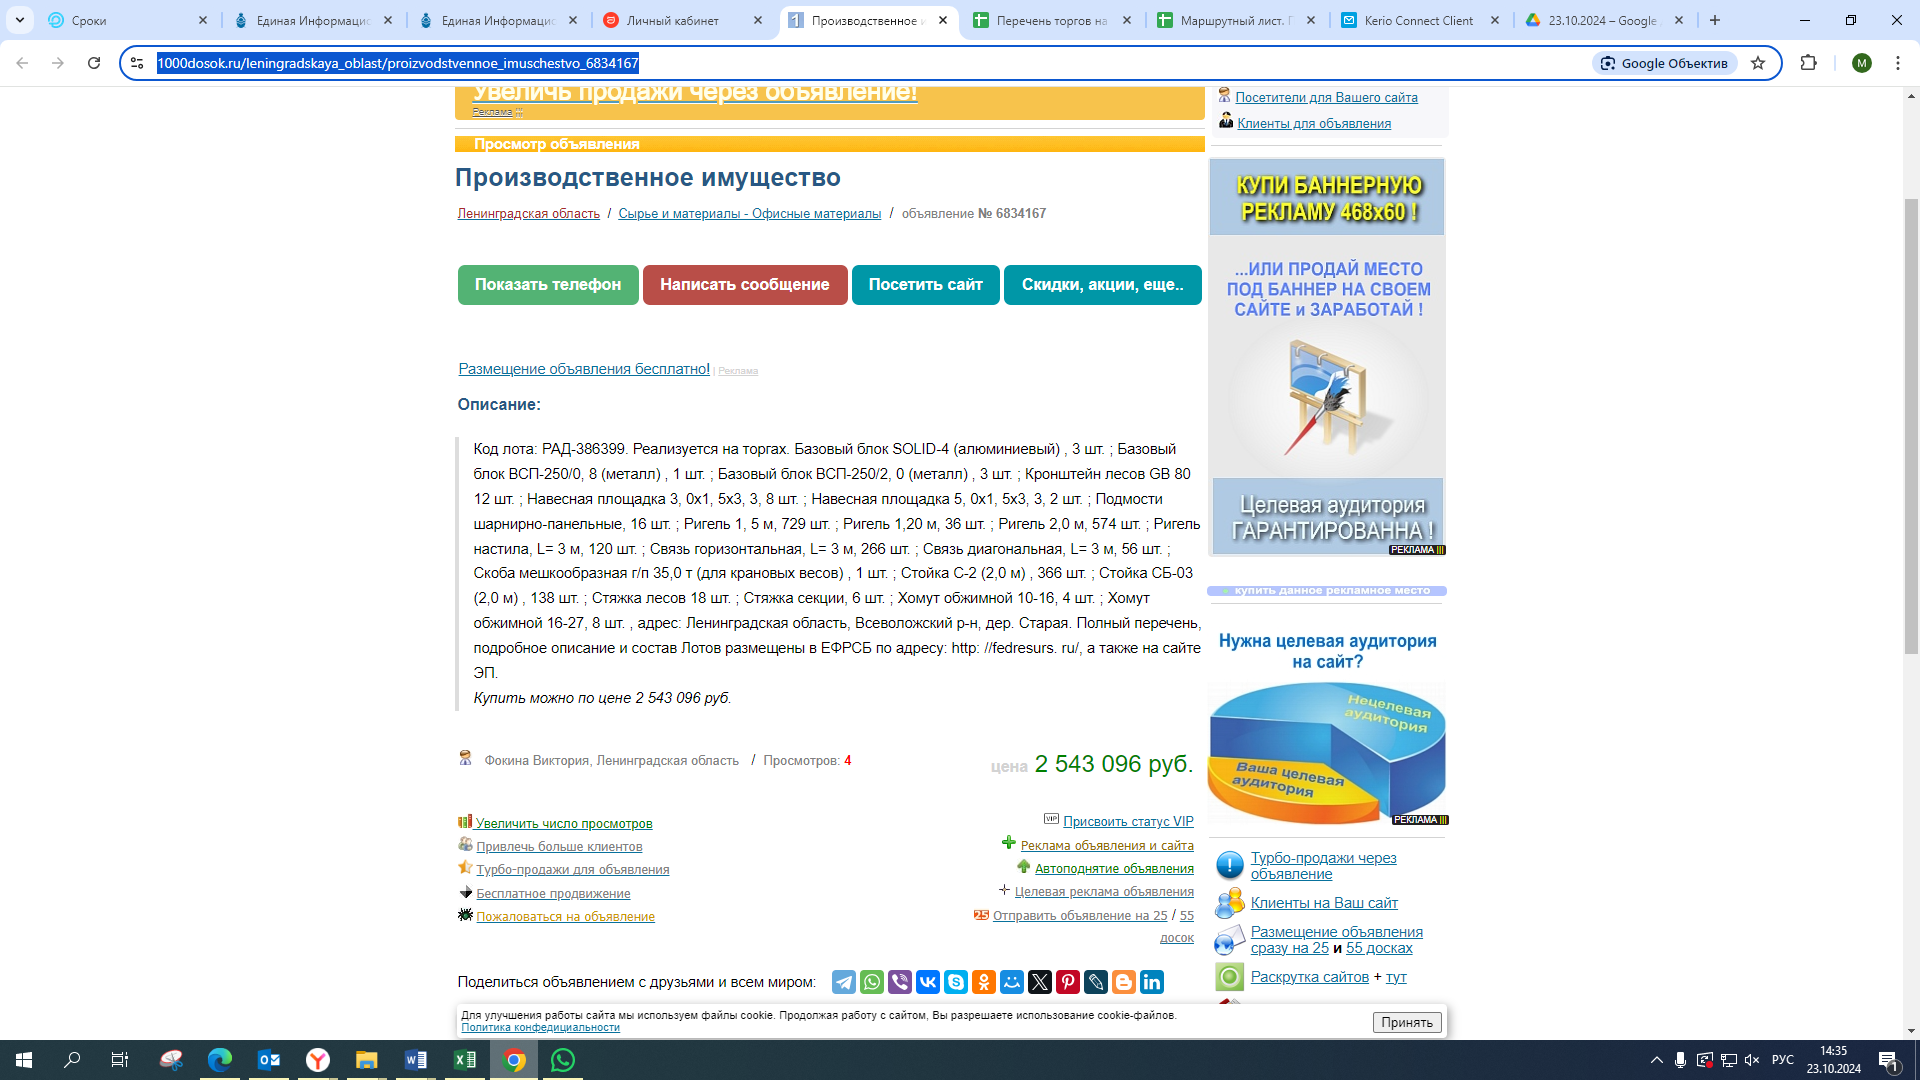 Сроки
Единая Информацис
Единая Информацис
Личный кабинет
Производственное и
Перечень торгов на
Маршрутный лист. Г
Kerio Connect Client
23.10.2024 – Google
1000dosok.ru/leningradskaya_oblast/proizvodstvennoe_imuschestvo_6834167
Google Объектив
M
Увеличь продажи через объявление!
Реклама
Посетители для Вашего сайта
Клиенты для объявления
Просмотр объявления
Производственное имущество
Ленинградская область / Сырье и материалы - Офисные материалы / объявление № 6834167
Показать телефон
Написать сообщение
Посетить сайт
Скидки, акции, еще..
Размещение объявления бесплатно! | Реклама
Описание:
Код лота: РАД-386399. Реализуется на торгах. Базовый блок SOLID-4 (алюминиевый) , 3 шт. ; Базовый
блок ВСП-250/0, 8 (металл) , 1 шт. ; Базовый блок ВСП-250/2, 0 (металл) , 3 шт. ; Кронштейн лесов GB 80
12 шт. ; Навесная площадка 3, 0х1, 5х3, 3, 8 шт. ; Навесная площадка 5, 0х1, 5х3, 3, 2 шт. ; Подмости
шарнирно-панельные, 16 шт. ; Ригель 1, 5 м, 729 шт. ; Ригель 1,20 м, 36 шт. ; Ригель 2,0 м, 574 шт. ; Ригель
настила, L= 3 м, 120 шт. ; Связь горизонтальная, L= 3 м, 266 шт. ; Связь диагональная, L= 3 м, 56 шт. ;
Скоба мешкообразная г/п 35,0 т (для крановых весов) , 1 шт. ; Стойка С-2 (2,0 м) , 366 шт. ; Стойка СБ-03
(2,0 м) , 138 шт. ; Стяжка лесов 18 шт. ; Стяжка секции, 6 шт. ; Хомут обжимной 10-16, 4 шт. ; Хомут
обжимной 16-27, 8 шт. , адрес: Ленинградская область, Всеволожский р-н, дер. Старая. Полный перечень,
подробное описание и состав Лотов размещены в ЕФРСБ по адресу: http: //fedresurs. ru/, а также на сайте
ЭП.
Купить можно по цене 2 543 096 руб.
Фокина Виктория, Ленинградская область / Просмотров: 4
цена 2 543 096 руб.
Увеличить число просмотров
Привлечь больше клиентов
Турбо-продажи для объявления
Бесплатное продвижение
Пожаловаться на объявление
VIP Присвоить статус VIP
Реклама объявления и сайта
Автоподнятие объявления
Целевая реклама объявления
25 Отправить объявление на 25 / 55
досок
Поделиться объявлением с друзьями и всем миром:
КУПИ БАННЕРНУЮ
РЕКЛАМУ 468x60 !
...ИЛИ ПРОДАЙ МЕСТО
ПОД БАННЕР НА СВОЕМ
САЙТЕ и ЗАРАБОТАЙ !
Целевая аудитория
ГАРАНТИРОВАННА !
РЕКЛАМА
купить данное рекламное место
Нужна целевая аудитория
на сайт?
Нецелевая
аудитория
Ваша целевая
аудитория
РЕКЛАМА
Турбо-продажи через
объявление
Клиенты на Ваш сайт
Размещение объявления
сразу на 25 и 55 досках
Раскрутка сайтов + тут
Для улучшения работы сайта мы используем файлы cookie. Продолжая работу с сайтом, Вы разрешаете использование cookie-файлов.
Политика конфедициальности
Принять
РУС
14:35
23.10.2024
1